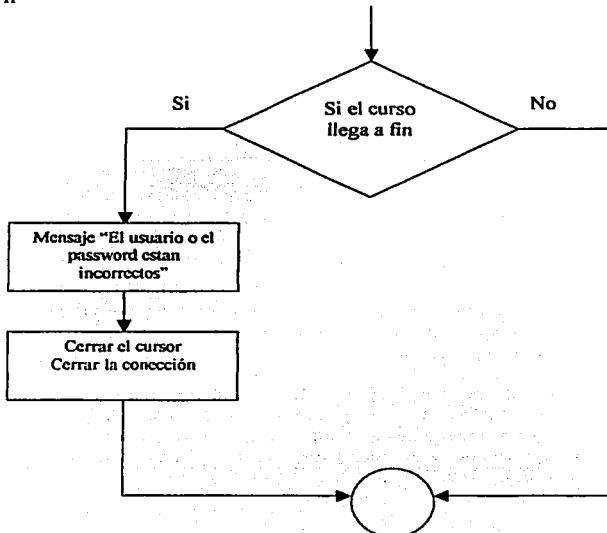 Si el curso
llega a fin
Si
No
Mensaje “El usuario o el
password estan
incorrectos”
Cerrar el cursor
Cerrar la conección